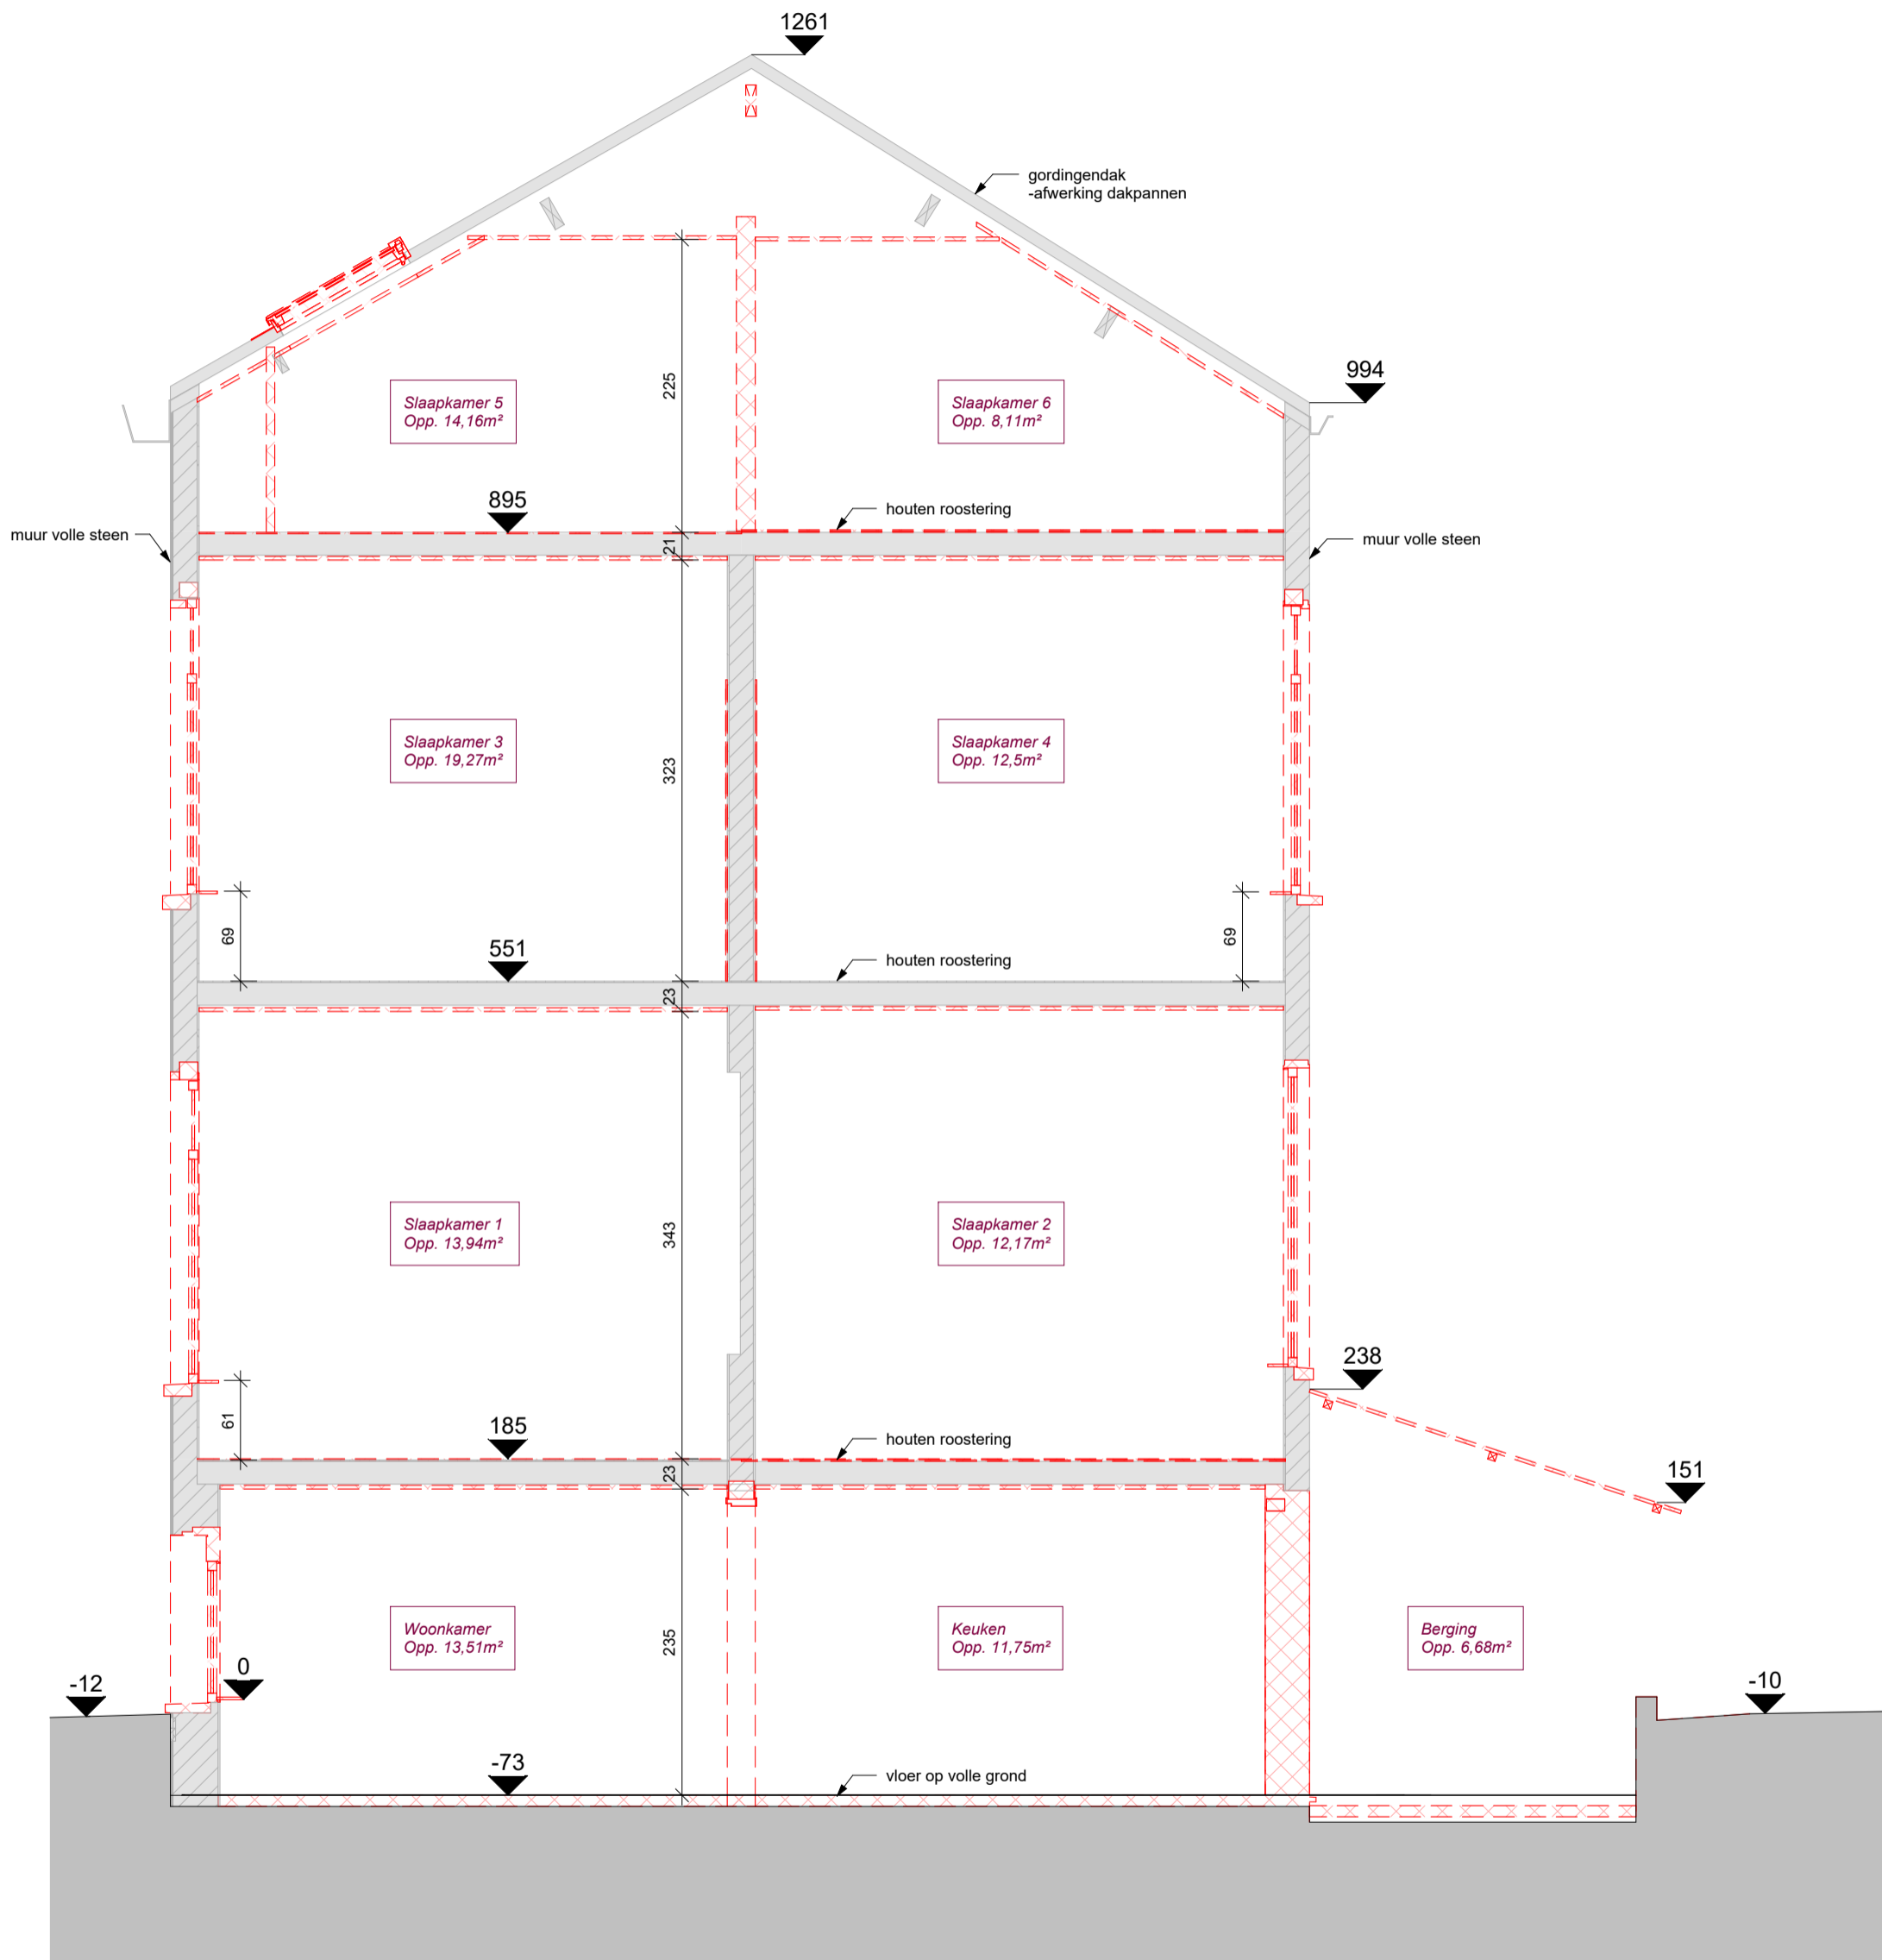 1261
gordingendak
-afwerking dakpannen
994
225
Slaapkamer 5
Opp. 14,16m²
Slaapkamer 6
Opp. 8,11m²
895
houten roostering
muur volle steen
muur volle steen
21
Slaapkamer 3
Opp. 19,27m²
323
Slaapkamer 4
Opp. 12,5m²
69
69
551
houten roostering
23
Slaapkamer 1
Opp. 13,94m²
343
Slaapkamer 2
Opp. 12,17m²
238
61
185
houten roostering
23
151
Woonkamer
Opp. 13,51m²
235
Keuken
Opp. 11,75m²
Berging
Opp. 6,68m²
-12
0
-10
-73
vloer op volle grond